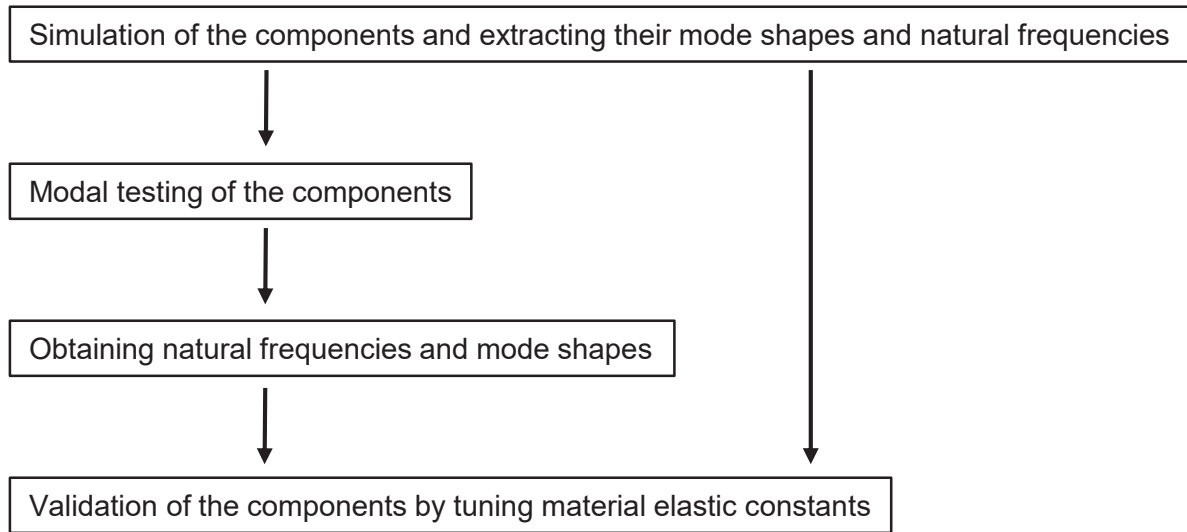 Simulation of the components and extracting their mode shapes and natural frequencies
Modal testing of the components
Obtaining natural frequencies and mode shapes
Validation of the components by tuning material elastic constants